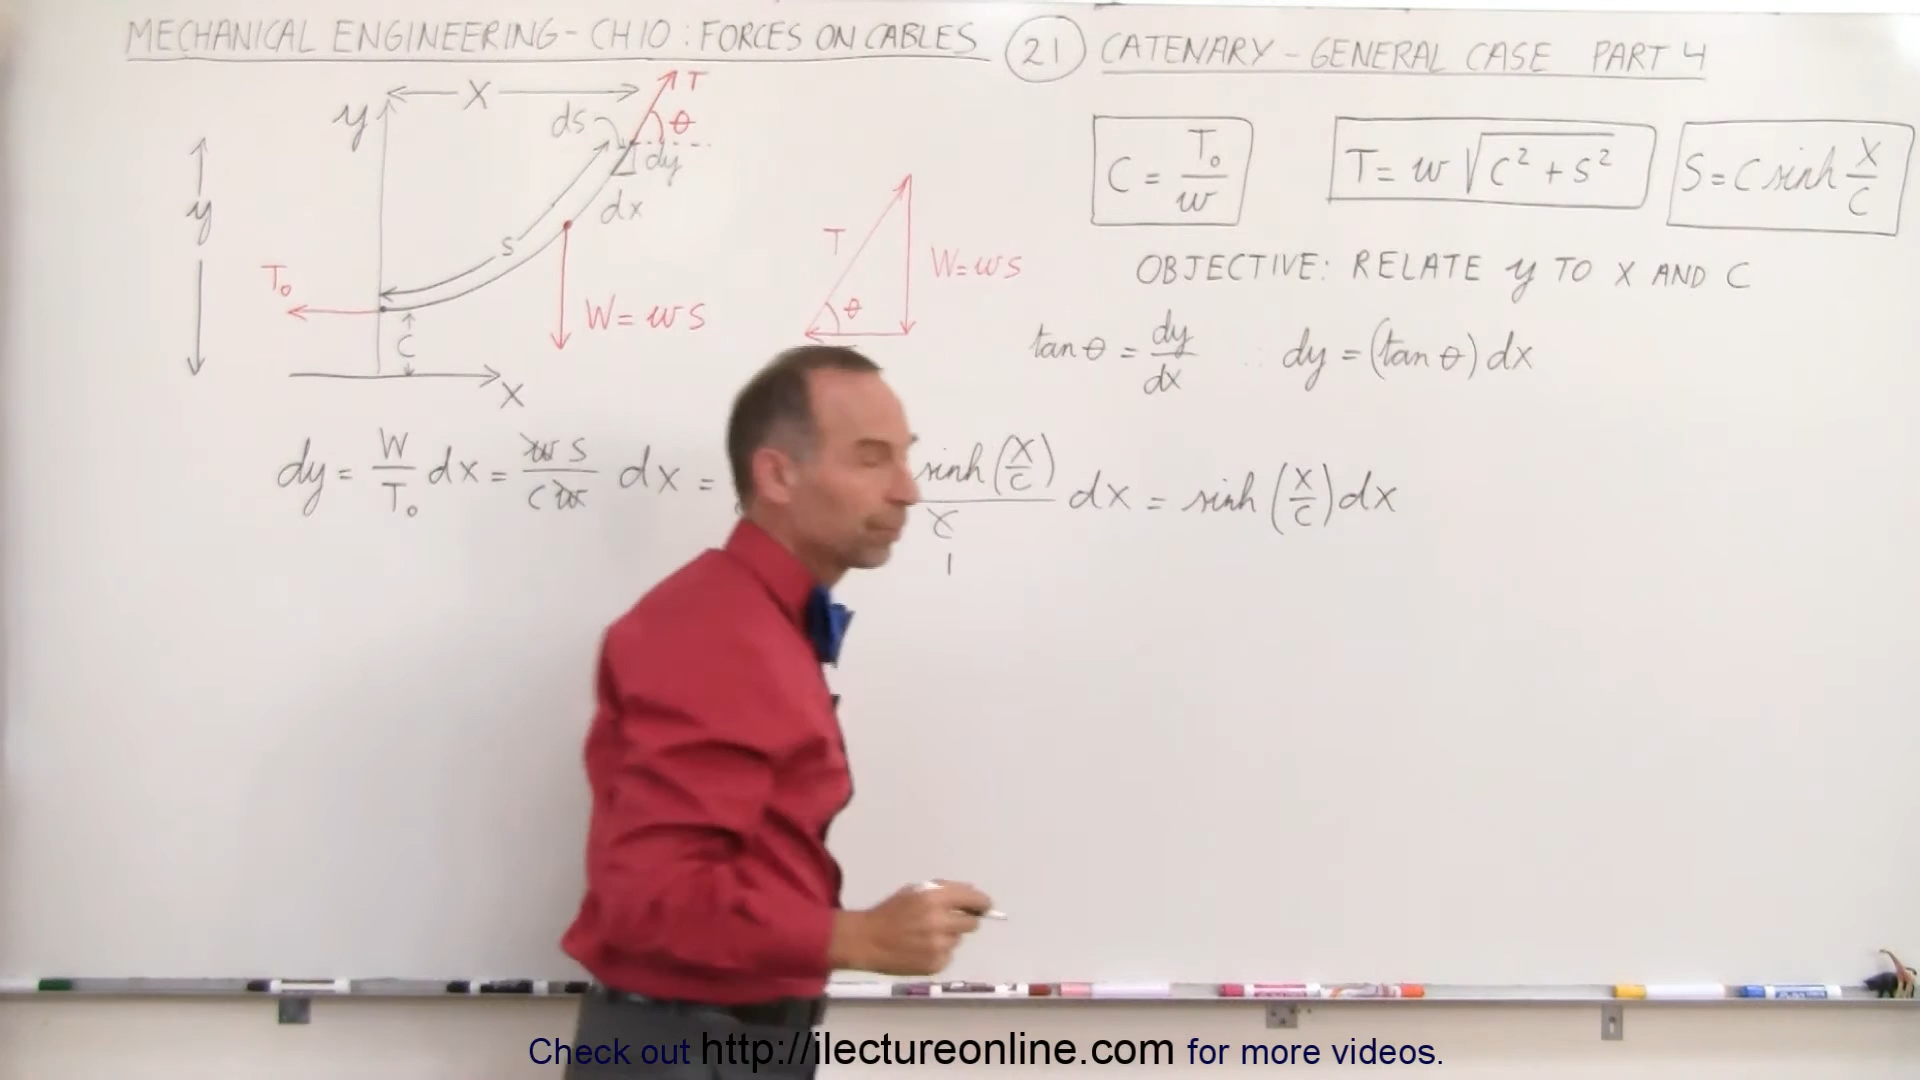 MECHANICAL ENGINEERING - CH 10 : FORCES ON CABLES (21) CATENARY - GENERAL CASE PART 4
y X T
ds θ
dy
dx
y
S
T₀
W = wS
C
X
T W = wS
θ
C = T₀/w T = w√(C² + S²) S = C sinh X/C
OBJECTIVE: RELATE y TO X AND C
tan θ = dy/dx ∴ dy = (tan θ) dx
dy = W/T₀ dx = wS/Cw dx = sinh(X/C)/C dx = sinh(X/C) dx
1
Check out http://ilectureonline.com for more videos.